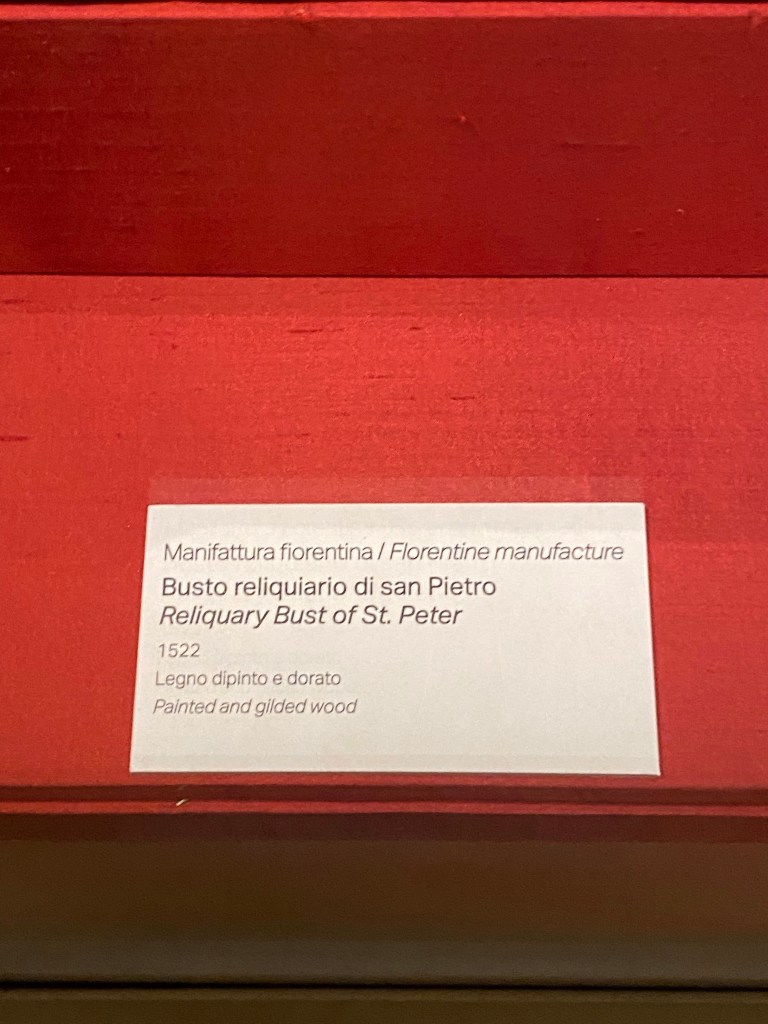 Manifattura fiorentina / Florentine manufacture
Busto reliquiario di san Pietro
Reliquary Bust of St. Peter
1522
Legno dipinto e dorato
Painted and gilded wood